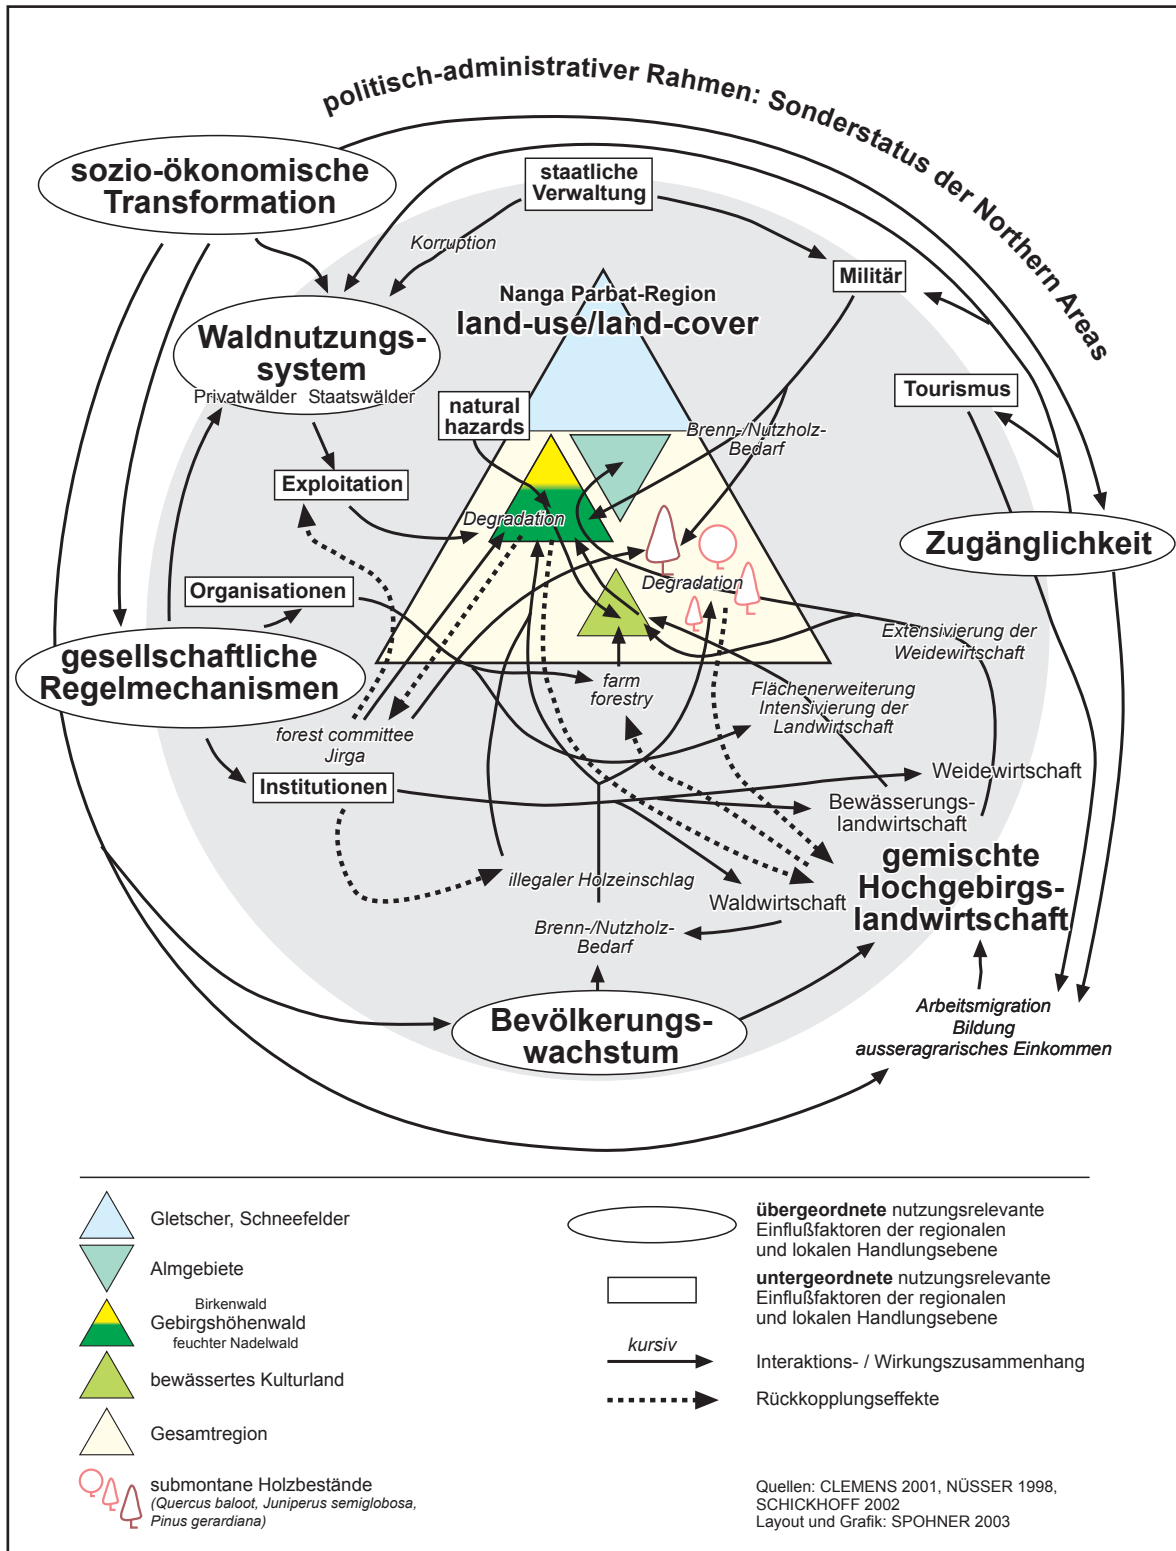 politisch-administrativer Rahmen: Sonderstatus der Northern Areas
sozio-ökonomische
Transformation
staatliche
Verwaltung
Korruption
Militär
Nanga Parbat-Region
land-use/land-cover
Waldnutzungs-
system
Privatwälder Staatswälder
natural
hazards
Tourismus
Brenn-/Nutzholz-
Bedarf
Exploitation
Degradation
Zugänglichkeit
Organisationen
Degradation
gesellschaftliche
Regelmechanismen
Extensivierung der
Weidewirtschaft
farm
forestry
Flächenerweiterung
Intensivierung der
Landwirtschaft
forest committee
Jirga
Institutionen
Weidewirtschaft
Bewässerungs-
landwirtschaft
gemischte
Hochgebirgs-
landwirtschaft
illegaler Holzeinschlag
Waldwirtschaft
Brenn-/Nutzholz-
Bedarf
Bevölkerungs-
wachstum
Arbeitsmigration
Bildung
ausseragrarisches Einkommen
Gletscher, Schneefelder
Almgebiete
Birkenwald
Gebirgshöhenwald
feuchter Nadelwald
bewässertes Kulturland
Gesamtregion
submontane Holzbestände
(Quercus baloot, Juniperus semiglobosa,
Pinus gerardiana)
übergeordnete nutzungsrelevante
Einflußfaktoren der regionalen
und lokalen Handlungsebene
untergeordnete nutzungsrelevante
Einflußfaktoren der regionalen
und lokalen Handlungsebene
kursiv
Interaktions- / Wirkungszusammenhang
Rückkopplungseffekte
Quellen: CLEMENS 2001, NÜSSER 1998,
SCHICKHOFF 2002
Layout und Grafik: SPOHNER 2003